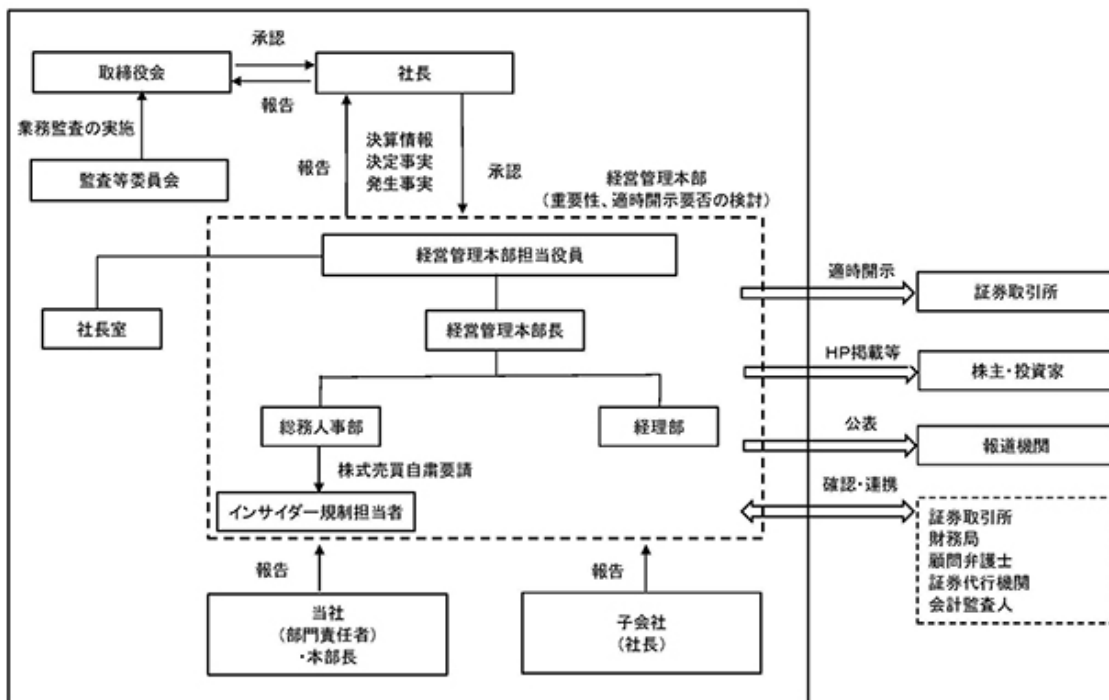 承認
取締役会
社長
報告
業務監査の実施
監査等委員会
報告
決算情報
決定事実
発生事実
承認
経営管理本部
(重要性、適時開示要否の検討)
経営管理本部担当役員
社長室
経営管理本部長
総務人事部
経理部
株式売買自粛要請
インサイダー規制担当者
報告
報告
当社
(部門責任者)
・本部長
子会社
(社長)
適時開示
証券取引所
HP掲載等
株主・投資家
公表
報道機関
確認・連携
証券取引所
財務局
顧問弁護士
証券代行機関
会計監査人